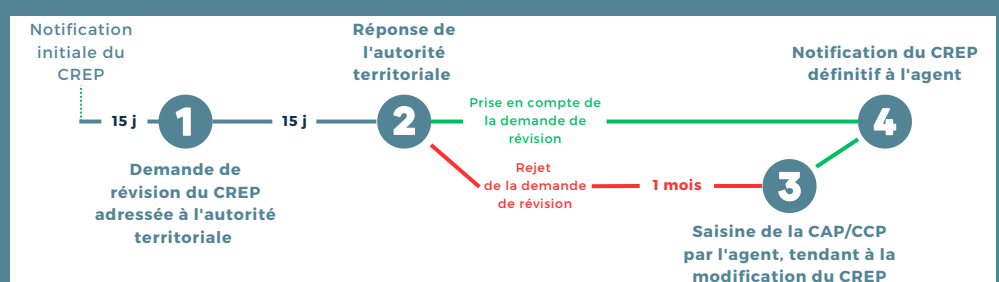 Notification
initiale du
CREP
15 j
1
Demande de
révision du CREP
adressée à l'autorité
territoriale
15 j
Réponse de
l'autorité
territoriale
2
Prise en compte de
la demande de
révision
Rejet
de la demande
de révision
1 mois
3
Saisine de la CAP/CCP
par l'agent, tendant à la
modification du CREP
Notification du CREP
définitif à l'agent
4